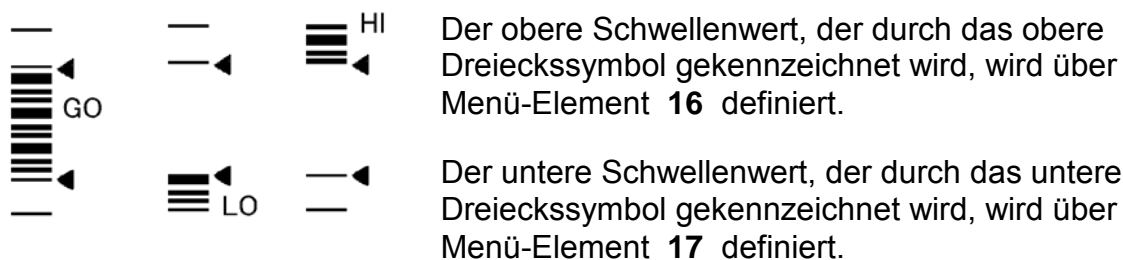 GO
LO
HI
Der obere Schwellenwert, der durch das obere
Dreieckssymbol gekennzeichnet wird, wird über
Menü-Element 16 definiert.
Der untere Schwellenwert, der durch das untere
Dreieckssymbol gekennzeichnet wird, wird über
Menü-Element 17 definiert.